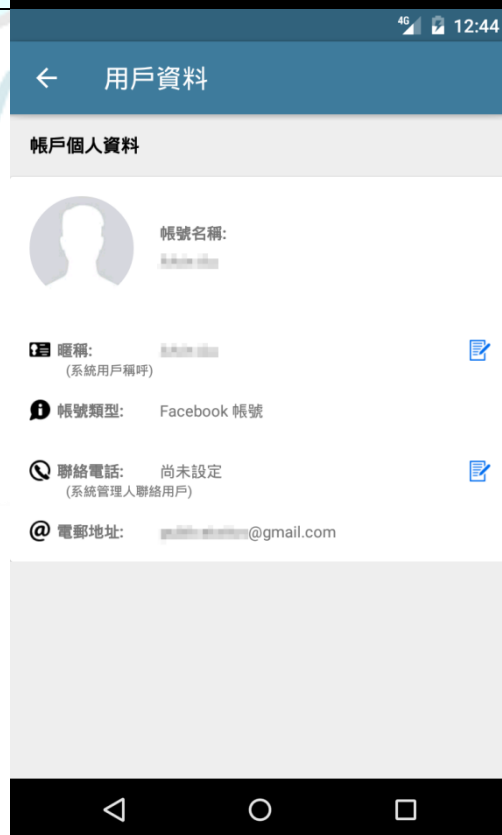 4G 12:44
用戶資料
帳戶個人資料
帳號名稱:
暱稱:
(系統用戶稱呼)
帳號類型: Facebook 帳號
聯絡電話: 尚未設定
(系統管理人聯絡用戶)
電郵地址: @gmail.com